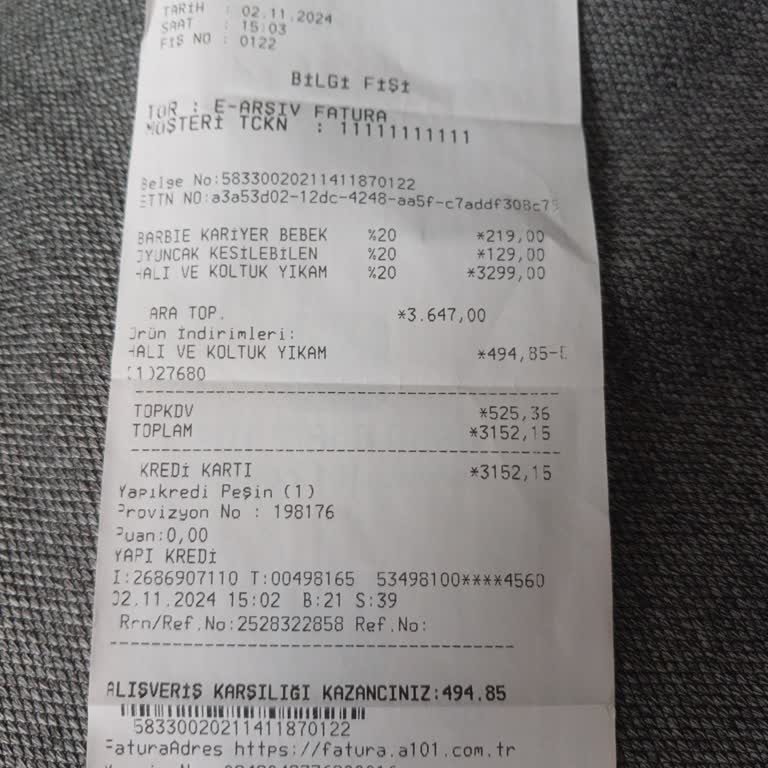 TARİH : 02.11.2024
SAAT : 15:03
FİŞ NO : 0122
BİLGİ FİŞİ
TÜR : E-ARŞİV FATURA
MÜŞTERİ TCKN : 11111111111
Belge No:58330020211411870122
ETTN NO:a3a53d02-12dc-4248-aa5f-c7addf308c7
BARBIE KARİYER BEBEK %20 *219,00
OYUNCAK KESİLEBİLEN %20 *129,00
HALI VE KOLTUK YIKAM %20 *3299,00
ARA TOP. *3.647,00
Ürün İndirimleri:
HALI VE KOLTUK YIKAM *494,85-
(1)27680
TOPKDV *525,36
TOPLAM *3152,15
KREDİ KARTI *3152,15
Yapıkredi Peşin (1)
Provizyon No : 198176
Puan:0,00
YAPI KREDİ
I:2686907110 T:00498165 53498100****4560
02.11.2024 15:02 B:21 S:39
Rrn/Ref.No:2528322858 Ref.No:
ALIŞVERİŞ KARŞILIĞI KAZANCINIZ:494.85
58330020211411870122
FaturaAdres https://fatura.a101.com.tr